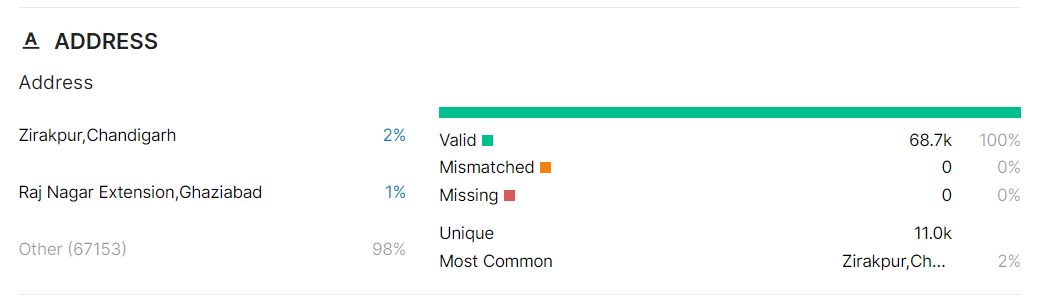 A ADDRESS
Address
Zirakpur,Chandigarh 2%
Raj Nagar Extension,Ghaziabad 1%
Other (67153) 98%
Valid 68.7k 100%
Mismatched 0 0%
Missing 0 0%
Unique 11.0k
Most Common Zirakpur,Ch... 2%